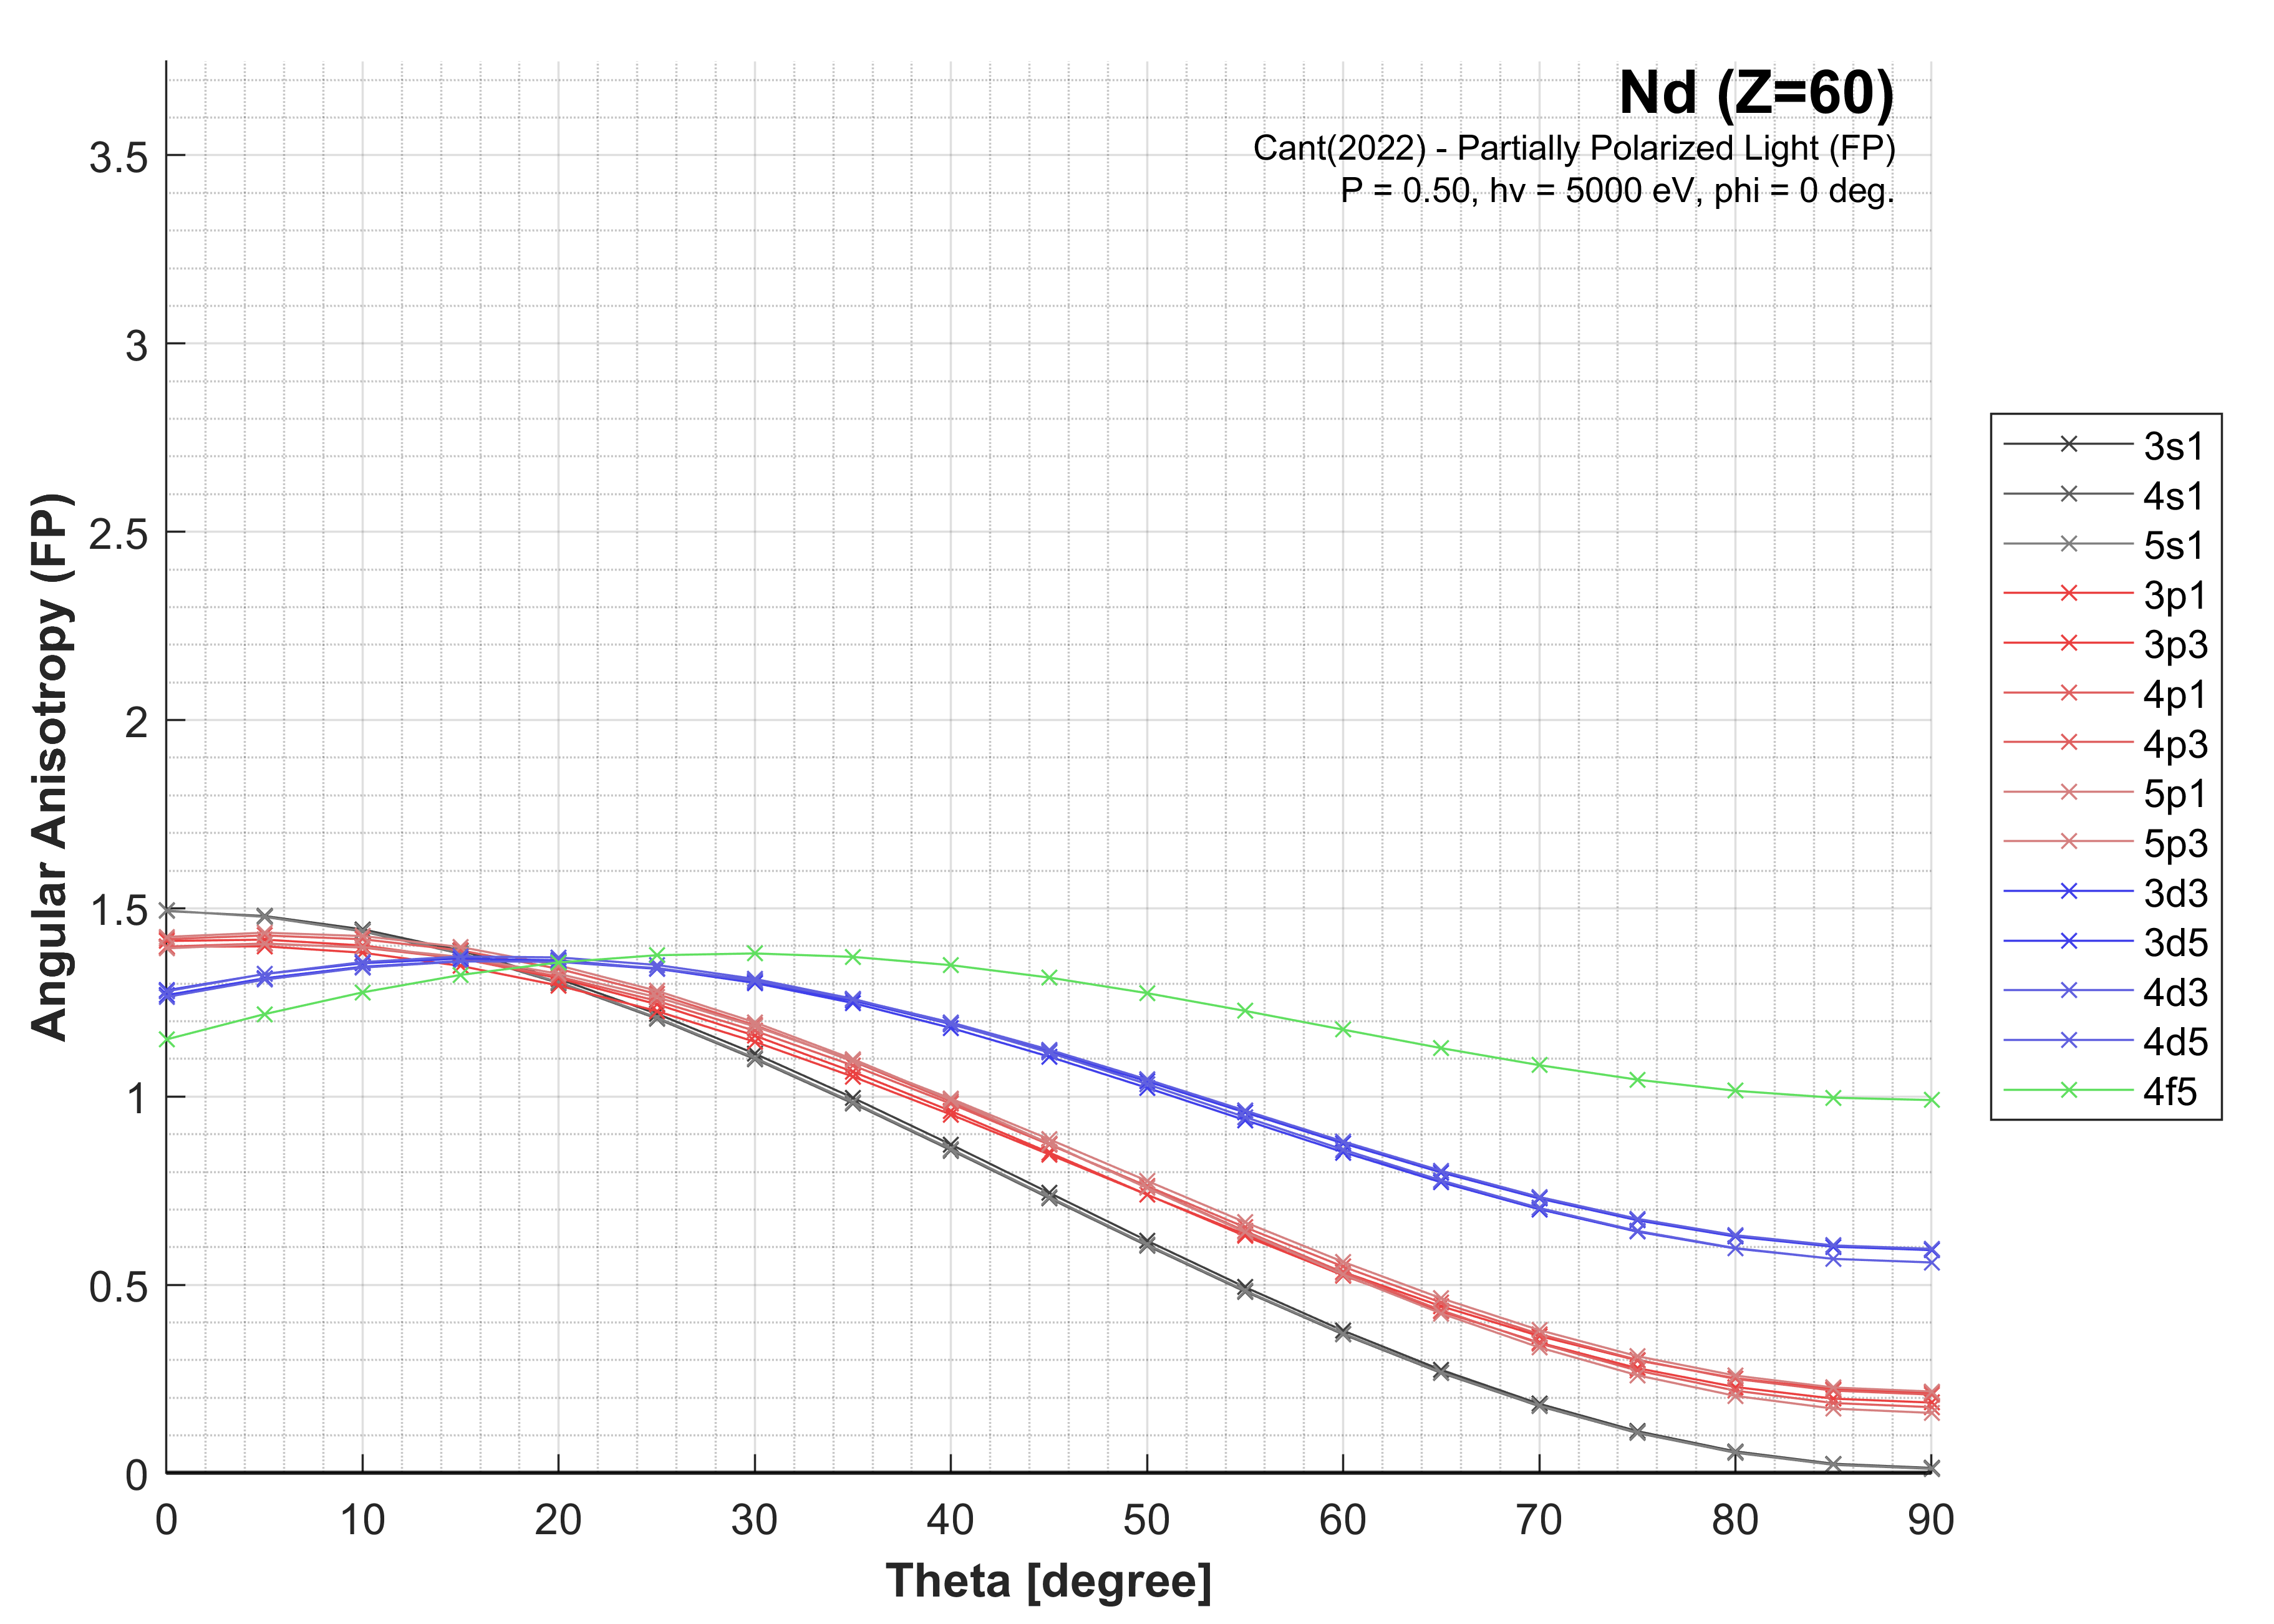 Nd (Z=60)
Cant(2022) - Partially Polarized Light (FP)
P = 0.50, hv = 5000 eV, phi = 0 deg.
Angular Anisotropy (FP)
3.5
3
2.5
2
1.5
1
0.5
0
0 10 20 30 40 50 60 70 80 90
Theta [degree]
3s1
4s1
5s1
3p1
3p3
4p1
4p3
5p1
5p3
3d3
3d5
4d3
4d5
4f5